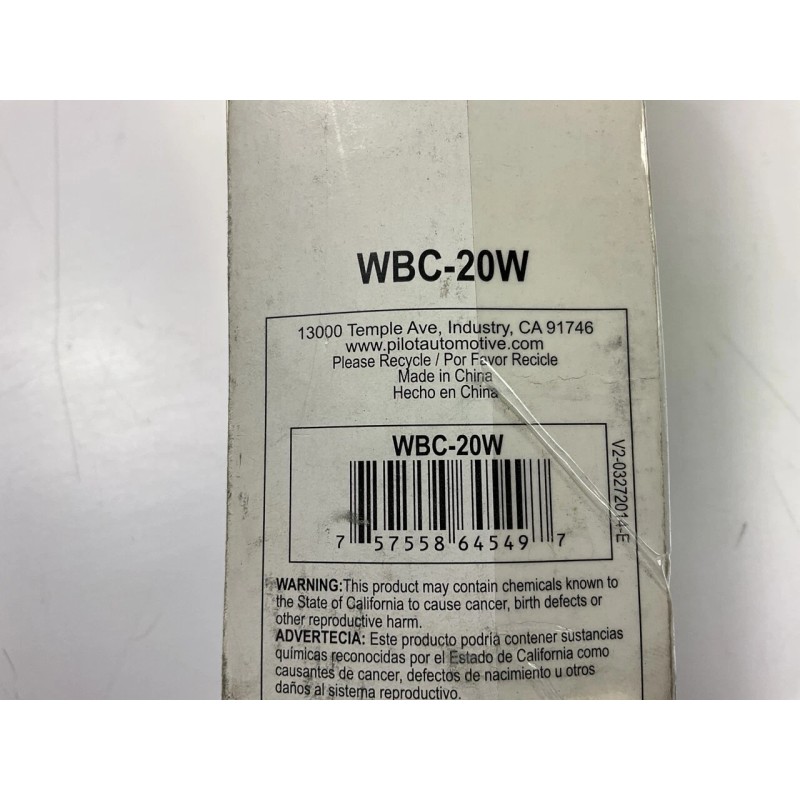 WBC-20W
13000 Temple Ave, Industry, CA 91746
www.pilotautomotive.com
Please Recycle / Por Favor Recicle
Made in China
Hecho en China
WBC-20W
7 57558 64549 7
V2-03272014-E
WARNING:This product may contain chemicals known to
the State of California to cause cancer, birth defects or
other reproductive harm.
ADVERTECIA: Este producto podría contener sustancias
químicas reconocidas por el Estado de California como
causantes de cancer, defectos de nacimiento u otros
daños al sistema reproductivo.